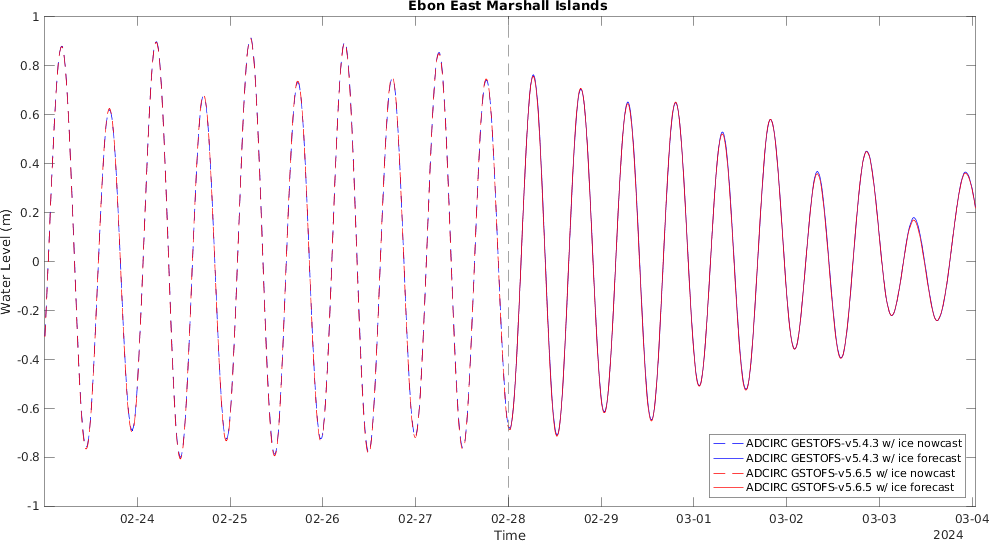 Ebon East Marshall Islands
1
0.8
0.6
0.4
0.2
0
-0.2
-0.4
-0.6
-0.8
-1
Water Level (m)
ADCIRC GESTOFS-v5.4.3 w/ ice nowcast
ADCIRC GESTOFS-v5.4.3 w/ ice forecast
ADCIRC GSTOFS-v5.6.5 w/ ice nowcast
ADCIRC GSTOFS-v5.6.5 w/ ice forecast
02-24 02-25 02-26 02-27 02-28 02-29 03-01 03-02 03-03 03-04
Time
2024